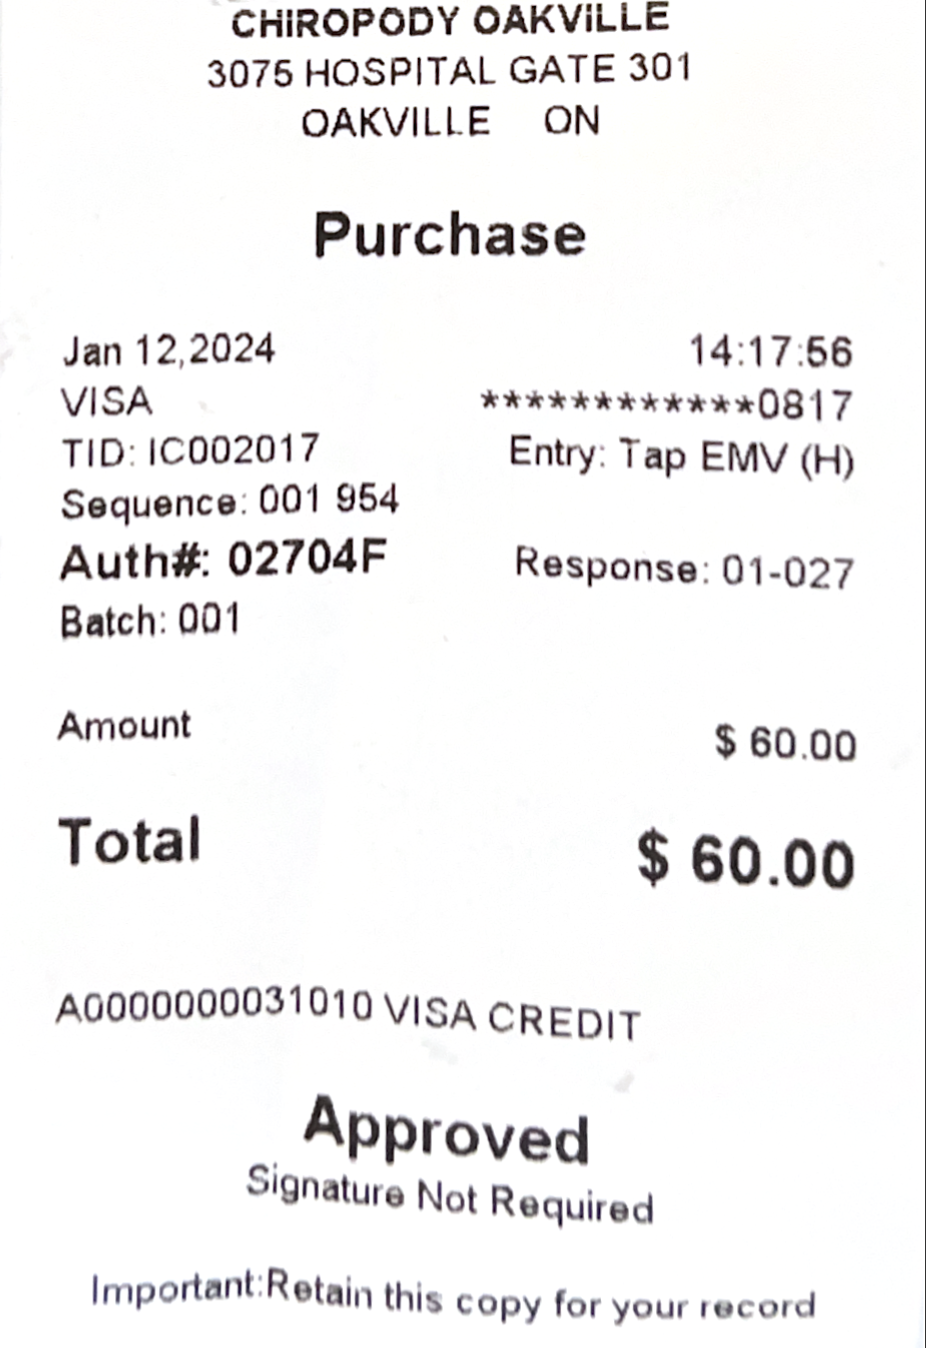 CHIROPODY OAKVILLE
3075 HOSPITAL GATE 301
OAKVILLE ON
Purchase
Jan 12,2024 14:17:56
VISA ************0817
TID: IC002017 Entry: Tap EMV (H)
Sequence: 001 954
Auth#: 02704F Response: 01-027
Batch: 001
Amount $ 60.00
Total $ 60.00
A0000000031010 VISA CREDIT
Approved
Signature Not Required
Important:Retain this copy for your record